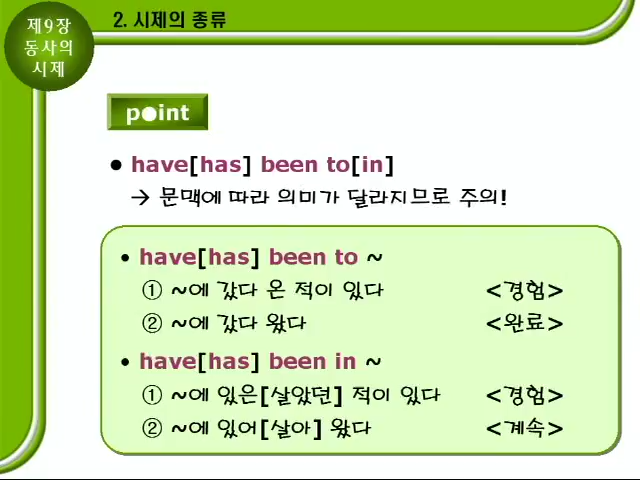 제9장
동사의
시제
2. 시제의 종류
point
● have[has] been to[in]
→ 문맥에 따라 의미가 달라지므로 주의!
• have[has] been to ~
① ~에 갔다 온 적이 있다 <경험>
② ~에 갔다 왔다 <완료>
• have[has] been in ~
① ~에 있은[살았던] 적이 있다 <경험>
② ~에 있어[살아] 왔다 <계속>